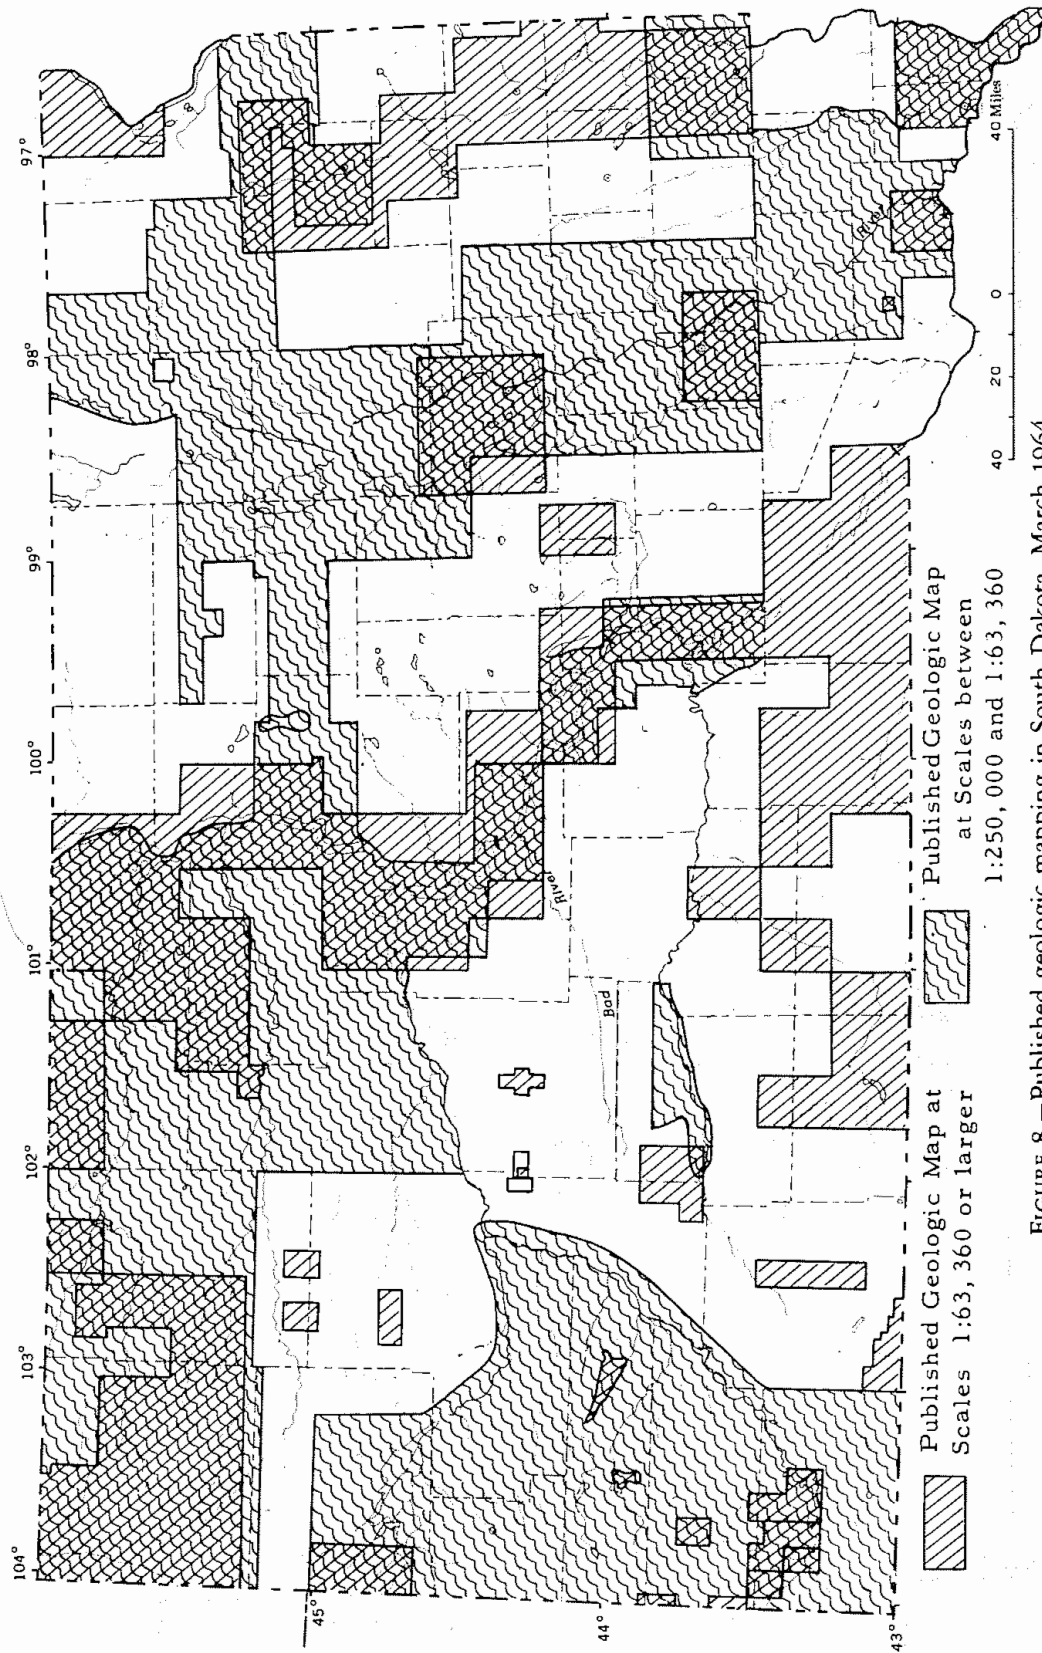 104°
103°
102°
101°
100°
99°
98°
97°
45°
44°
43°
River
Bad
River
40
20
0
40 Miles
Published Geologic Map at
Scales 1:63,360 or larger
Published Geologic Map
at Scales between
1:250,000 and 1:63,360
FIGURE 8.—Published geologic mapping in South Dakota, March 1964